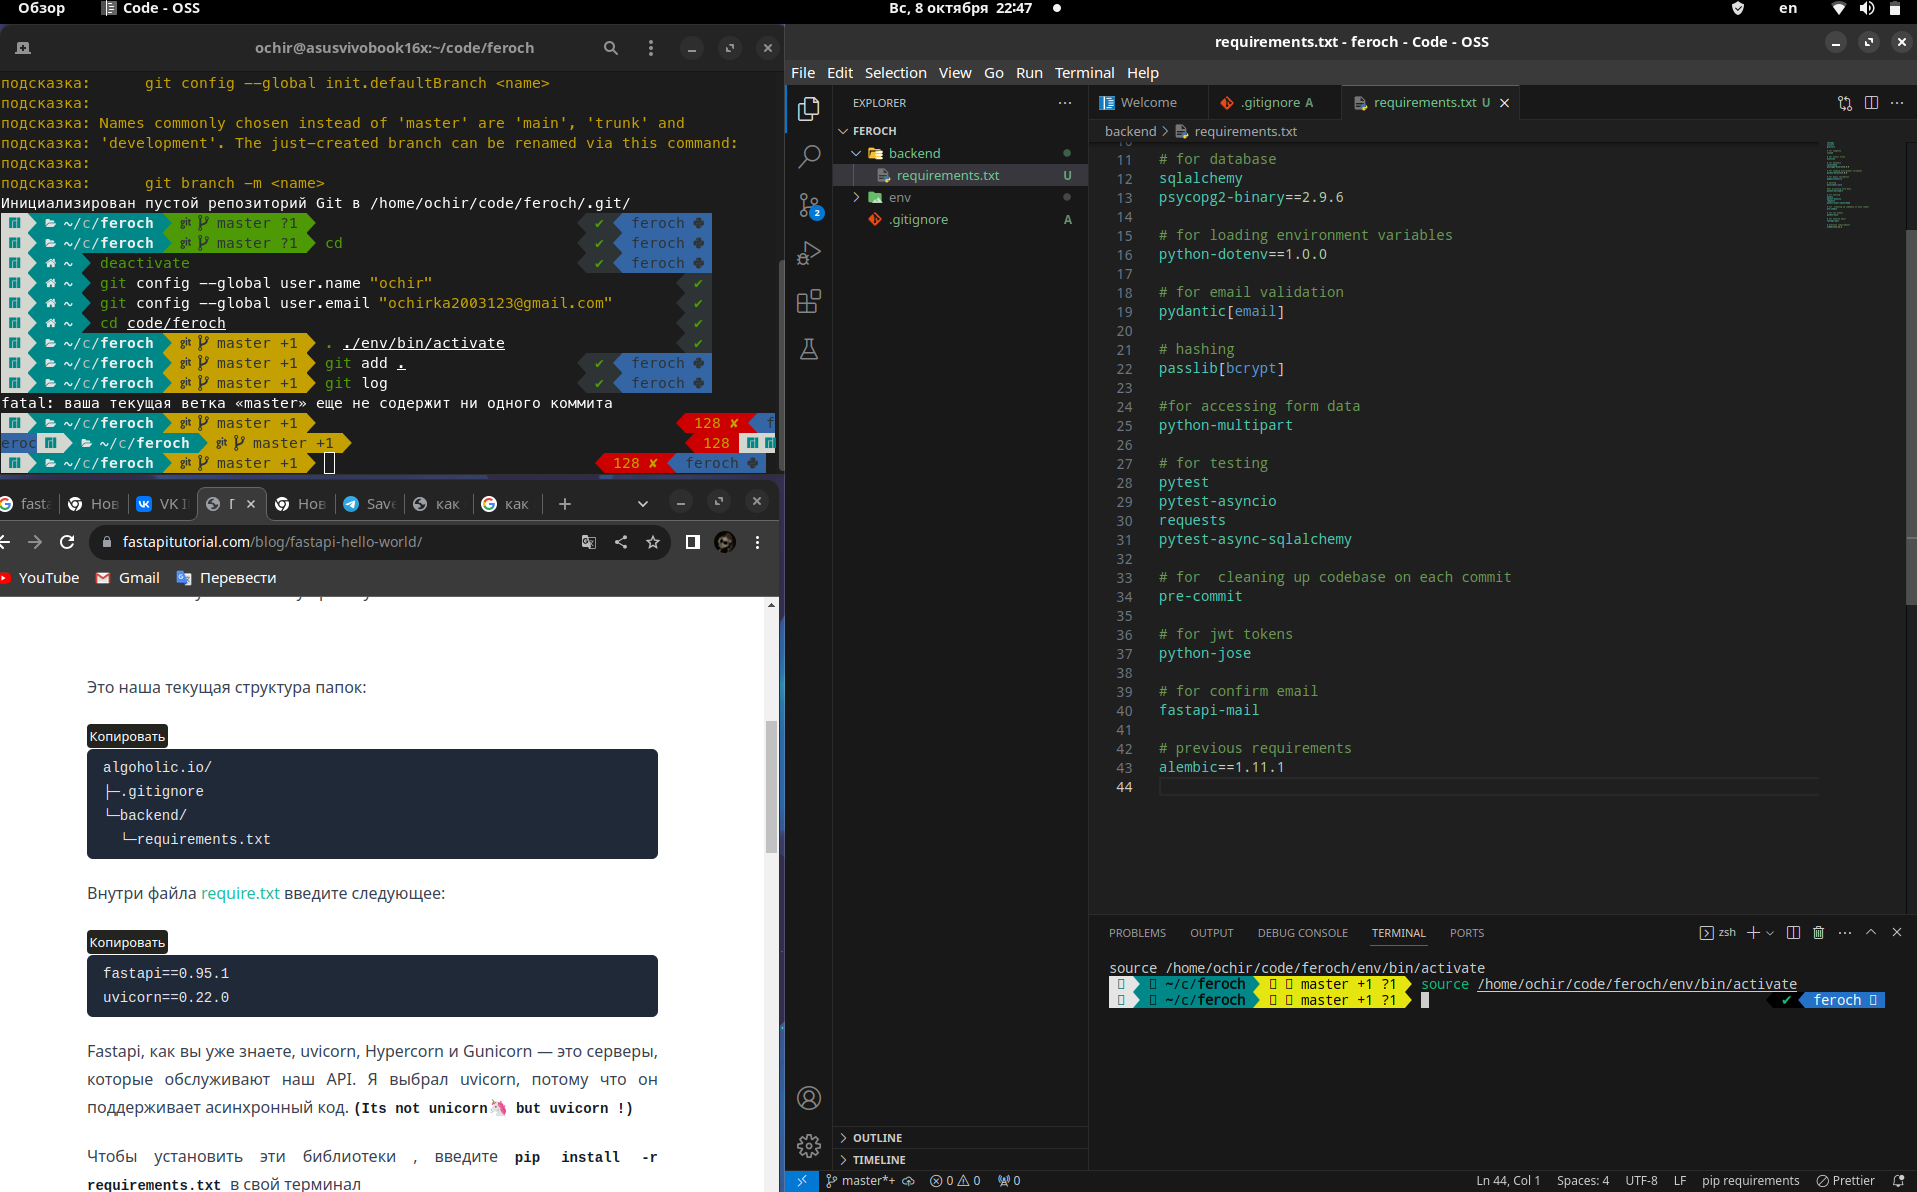 Обзор
Code - OSS
Вс, 8 октября 22:47
en
ochir@asusvivobook16x:~/code/feroch
подсказка: git config --global init.defaultBranch <name>
подсказка:
подсказка: Names commonly chosen instead of 'master' are 'main', 'trunk' and
подсказка: 'development'. The just-created branch can be renamed via this command:
подсказка:
подсказка: git branch -m <name>
Инициализирован пустой репозиторий Git в /home/ochir/code/feroch/.git/
~/c/feroch git master ?1 ✔ feroch
~/c/feroch git master ?1 cd ✔ feroch
~ deactivate ✔ feroch
~ git config --global user.name "ochir" ✔
~ git config --global user.email "ochirka2003123@gmail.com" ✔
~ cd code/feroch ✔
~/c/feroch git master +1 . ./env/bin/activate ✔
~/c/feroch git master +1 git add . ✔ feroch
~/c/feroch git master +1 git log ✔ feroch
fatal: ваша текущая ветка «master» еще не содержит ни одного коммита
~/c/feroch git master +1 128 ✘ f
eroc ~/c/feroch git master +1 128
~/c/feroch git master +1 128 ✘ feroch
fasta
Нов
VK I
Г
Нов
Save
как
как
fastapitutorial.com/blog/fastapi-hello-world/
YouTube
Gmail
Перевести
Это наша текущая структура папок:
Копировать
algoholic.io/
├─.gitignore
└─backend/
└─requirements.txt
Внутри файла require.txt введите следующее:
Копировать
fastapi==0.95.1
uvicorn==0.22.0
Fastapi, как вы уже знаете, uvicorn, Hypercorn и Gunicorn — это серверы,
которые обслуживают наш API. Я выбрал uvicorn, потому что он
поддерживает асинхронный код. (Its not unicorn🦄 but uvicorn !)
Чтобы установить эти библиотеки , введите pip install -r
requirements.txt в свой терминал
requirements.txt - feroch - Code - OSS
File Edit Selection View Go Run Terminal Help
EXPLORER
FEROCH
backend
requirements.txt U
env
.gitignore A
2
OUTLINE
TIMELINE
Welcome
.gitignore A
requirements.txt U
backend > requirements.txt
11 # for database
12 sqlalchemy
13 psycopg2-binary==2.9.6
14
15 # for loading environment variables
16 python-dotenv==1.0.0
17
18 # for email validation
19 pydantic[email]
20
21 # hashing
22 passlib[bcrypt]
23
24 #for accessing form data
25 python-multipart
26
27 # for testing
28 pytest
29 pytest-asyncio
30 requests
31 pytest-async-sqlalchemy
32
33 # for  cleaning up codebase on each commit
34 pre-commit
35
36 # for jwt tokens
37 python-jose
38
39 # for confirm email
40 fastapi-mail
41
42 # previous requirements
43 alembic==1.11.1
44
PROBLEMS OUTPUT DEBUG CONSOLE TERMINAL PORTS
zsh
source /home/ochir/code/feroch/env/bin/activate
~/c/feroch master +1 ?1 source /home/ochir/code/feroch/env/bin/activate
~/c/feroch master +1 ?1 ✔ feroch
master*+ 0 0 0
Ln 44, Col 1 Spaces: 4 UTF-8 LF pip requirements Prettier